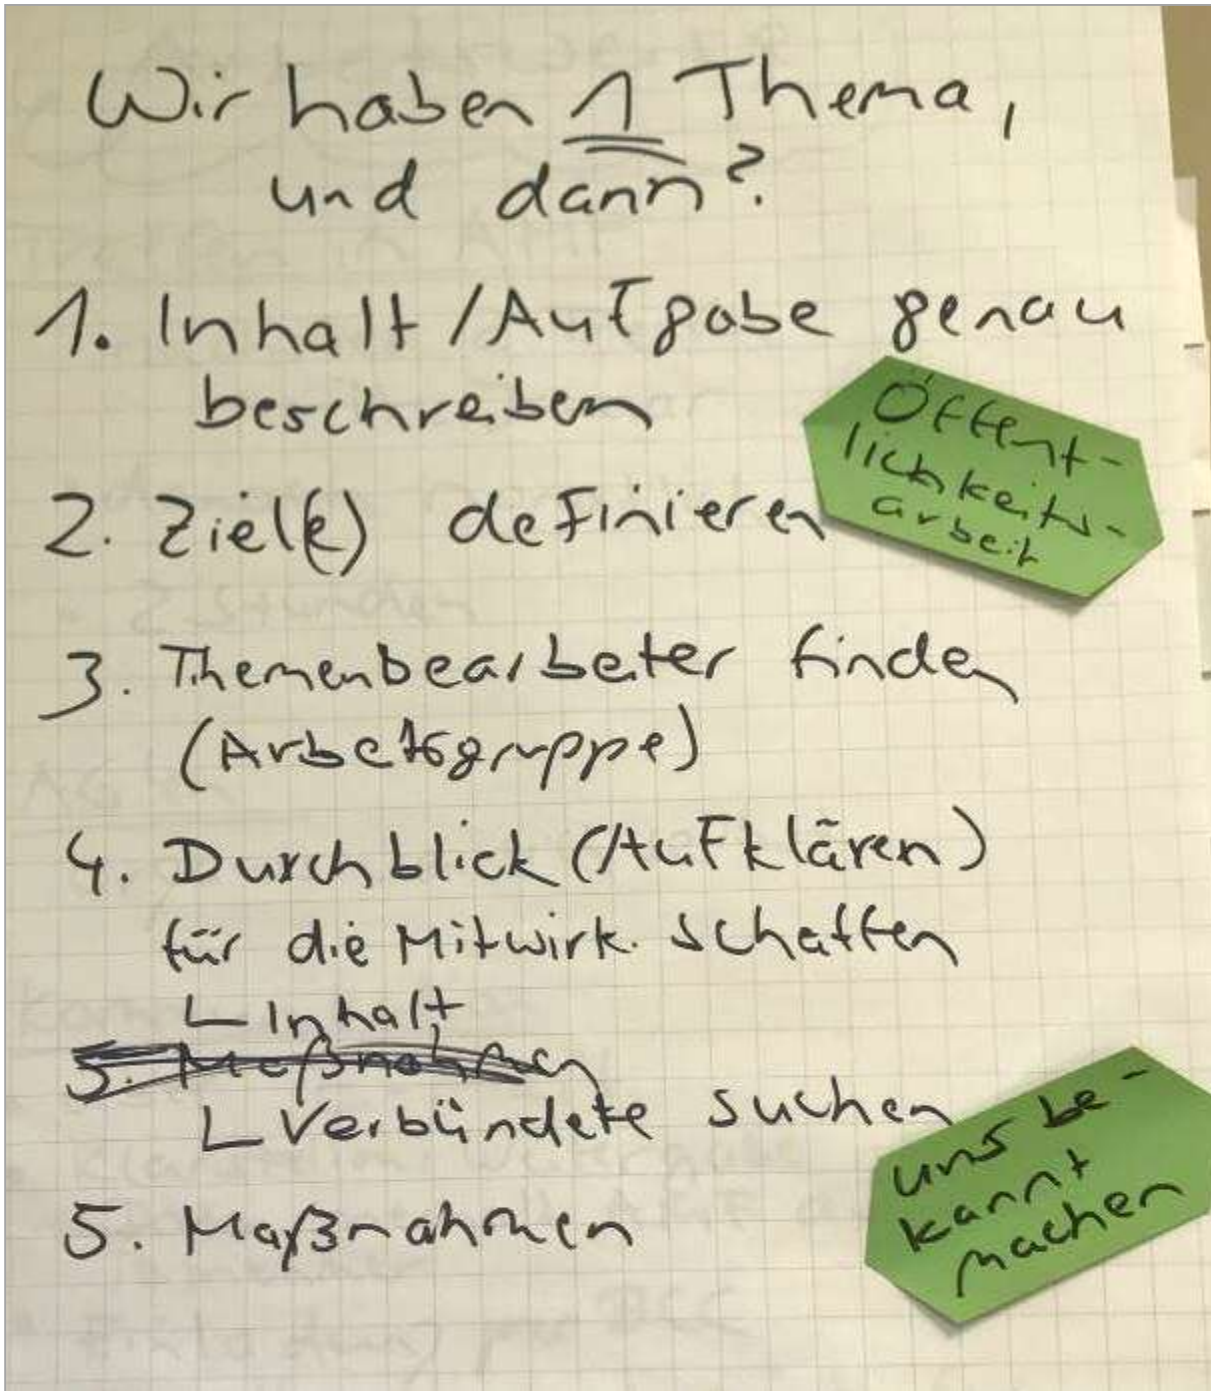 Wir haben 1 Thema,
und dann?
1. Inhalt/Aufgabe genau
beschreiben
Öffent-
lichkeits-
arbeit
2. Ziel(e) definieren
3. Themenbearbeiter finden
(Arbeitsgruppe)
4. Durchblick (Aufklären)
für die Mitwirk. schaffen
Inhalt
5. Maßnahmen
Verbündete suchen
uns be-
kannt
machen
5. Maßnahmen